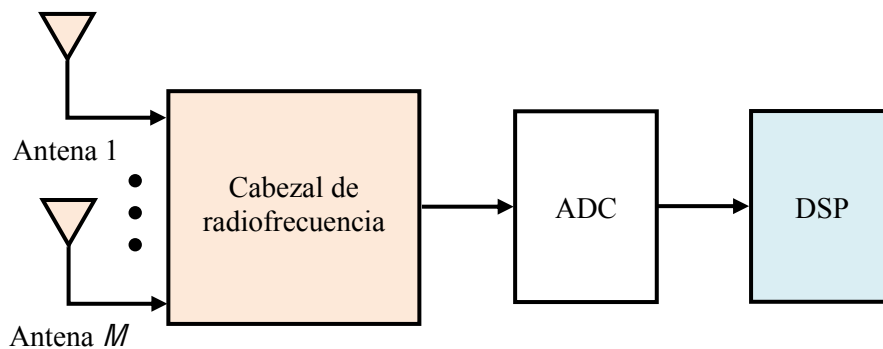 Antena 1
Cabezal de
radiofrecuencia
ADC
DSP
Antena M